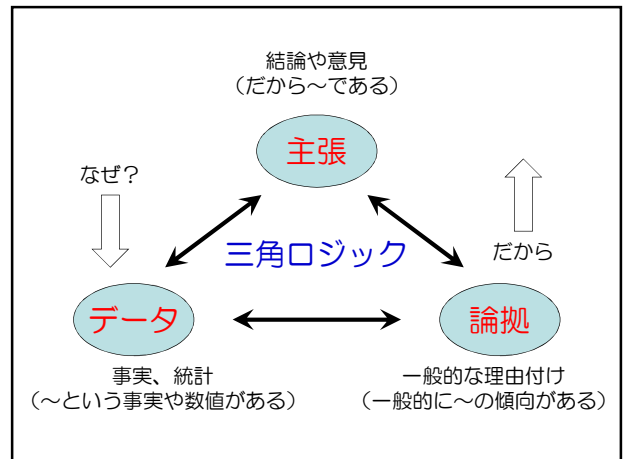 結論や意見
（だから～である）
主張
なぜ？
三角ロジック
だから
データ
論拠
事実、統計
（～という事実や数値がある）
一般的な理由付け
（一般的に～の傾向がある）